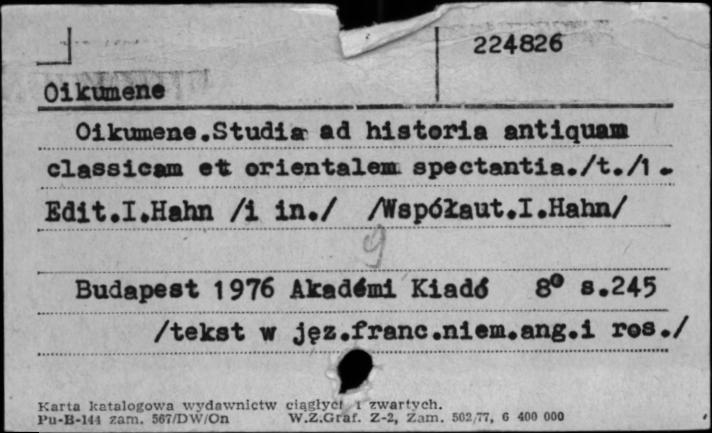 224826
Oikumene
Oikumene.Studia ad historia antiquam
classicam et orientalem spectantia./t./1.
Edit.I.Hahn /i in./ /Współaut.I.Hahn/
9
Budapest 1976 Akadémi Kiadó 8° s.245
/tekst w jęz.franc.niem.ang.i ros./
Karta katalogowa wydawnictw ciągłych i zwartych.
Pu-B-144 zam. 567/DW/On W.Z.Graf. Z-2, Zam. 502/77, 6 400 000